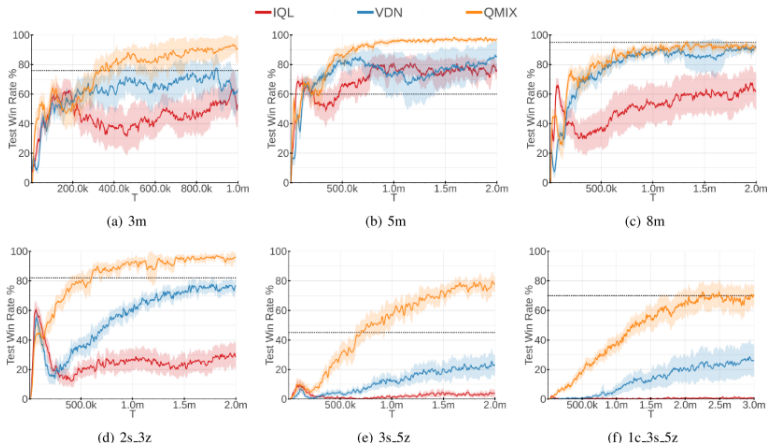 IQL VDN QMIX
100 100 100
80 80 80
60 60 60
40 40 40
20 20 20
0 0 0
Test Win Rate % Test Win Rate % Test Win Rate %
200.0k 400.0k 600.0k 800.0k 1.0m 500.0k 1.0m 1.5m 2.0m 500.0k 1.0m 1.5m 2.0m
T T T
(a) 3m (b) 5m (c) 8m
100 100 100
80 80 80
60 60 60
40 40 40
20 20 20
0 0 0
Test Win Rate % Test Win Rate % Test Win Rate %
500.0k 1.0m 1.5m 2.0m 500.0k 1.0m 1.5m 2.0m 500.0k 1.0m 1.5m 2.0m 2.5m 3.0m
T T T
(d) 2s_3z (e) 3s_5z (f) 1c_3s_5z